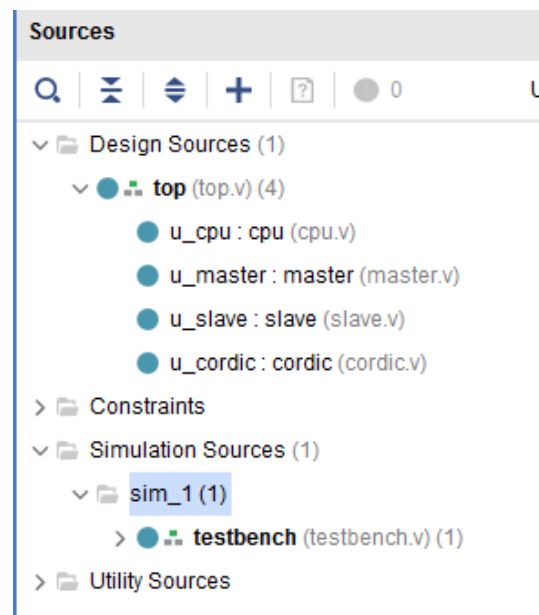 Sources
0 U
Design Sources (1)
top (top.v) (4)
u_cpu : cpu (cpu.v)
u_master : master (master.v)
u_slave : slave (slave.v)
u_cordic : cordic (cordic.v)
Constraints
Simulation Sources (1)
sim_1 (1)
testbench (testbench.v) (1)
Utility Sources